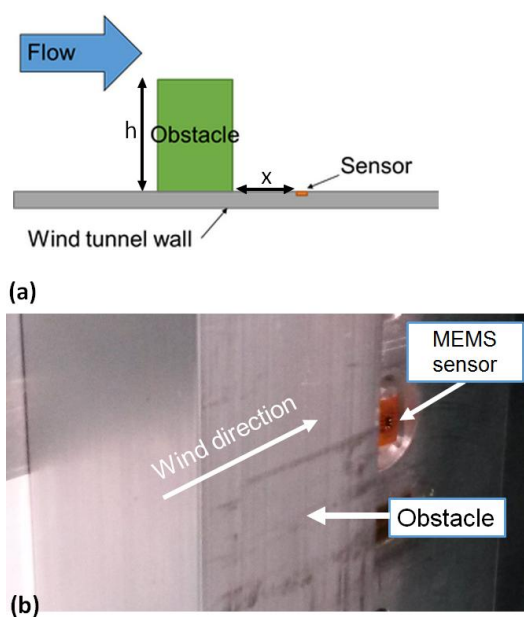 Flow
h
Obstacle
x
Sensor
Wind tunnel wall
(a)
MEMS
sensor
Wind direction
Obstacle
(b)